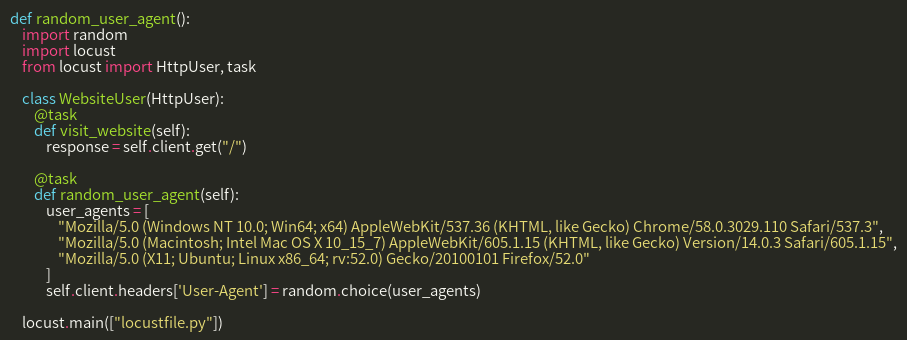 def random_user_agent():
import random
import locust
from locust import HttpUser, task
class WebsiteUser(HttpUser):
@task
def visit_website(self):
response = self.client.get("/")
@task
def random_user_agent(self):
user_agents = [
"Mozilla/5.0 (Windows NT 10.0; Win64; x64) AppleWebKit/537.36 (KHTML, like Gecko) Chrome/58.0.3029.110 Safari/537.3",
"Mozilla/5.0 (Macintosh; Intel Mac OS X 10_15_7) AppleWebKit/605.1.15 (KHTML, like Gecko) Version/14.0.3 Safari/605.1.15",
"Mozilla/5.0 (X11; Ubuntu; Linux x86_64; rv:52.0) Gecko/20100101 Firefox/52.0"
]
self.client.headers['User-Agent'] = random.choice(user_agents)
locust.main(["locustfile.py"])